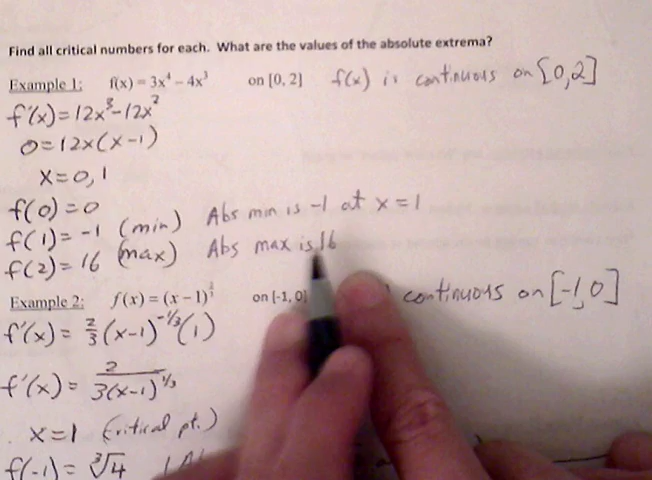 Find all critical numbers for each. What are the values of the absolute extrema?
Example 1: f(x) = 3x⁴ – 4x³ on [0, 2] f(x) is continuous on [0,2]
f'(x) = 12x³-12x²
0 = 12x(x-1)
x = 0, 1
f(0) = 0
f(1) = -1 (min) Abs min is -1 at x = 1
f(2) = 16 (max) Abs max is 16
Example 2: f(x) = (x – 1)^(2/3) on [-1, 0] continuous on [-1, 0]
f'(x) = 2/3 (x-1)^(-1/3) (1)
f'(x) = 2/(3(x-1)^(1/3))
x = 1 (critical pt.)
f(-1) = ∛4